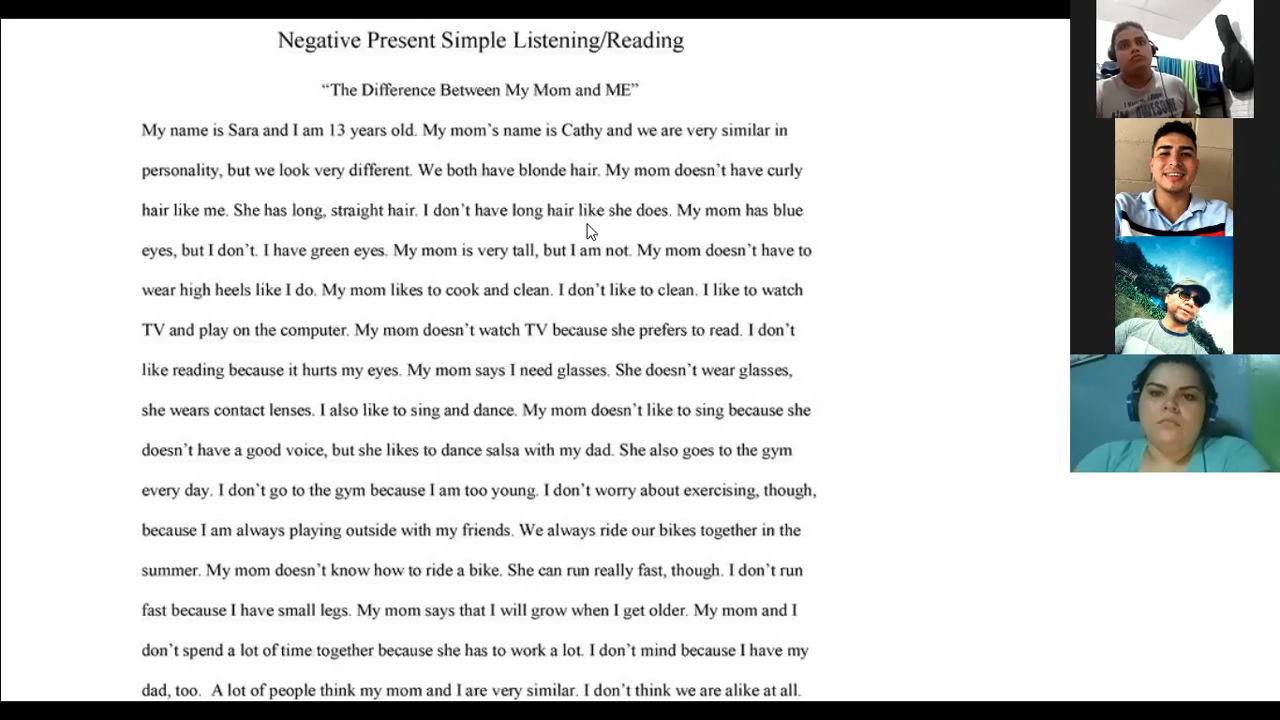 Negative Present Simple Listening/Reading
“The Difference Between My Mom and ME”
My name is Sara and I am 13 years old. My mom’s name is Cathy and we are very similar in
personality, but we look very different. We both have blonde hair. My mom doesn’t have curly
hair like me. She has long, straight hair. I don’t have long hair like she does. My mom has blue
eyes, but I don’t. I have green eyes. My mom is very tall, but I am not. My mom doesn’t have to
wear high heels like I do. My mom likes to cook and clean. I don’t like to clean. I like to watch
TV and play on the computer. My mom doesn’t watch TV because she prefers to read. I don’t
like reading because it hurts my eyes. My mom says I need glasses. She doesn’t wear glasses,
she wears contact lenses. I also like to sing and dance. My mom doesn’t like to sing because she
doesn’t have a good voice, but she likes to dance salsa with my dad. She also goes to the gym
every day. I don’t go to the gym because I am too young. I don’t worry about exercising, though,
because I am always playing outside with my friends. We always ride our bikes together in the
summer. My mom doesn’t know how to ride a bike. She can run really fast, though. I don’t run
fast because I have small legs. My mom says that I will grow when I get older. My mom and I
don’t spend a lot of time together because she has to work a lot. I don’t mind because I have my
dad, too. A lot of people think my mom and I are very similar. I don’t think we are alike at all.